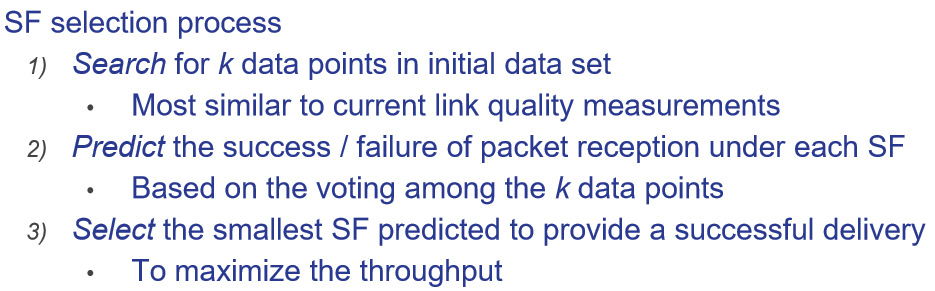 SF selection process
1) Search for k data points in initial data set
• Most similar to current link quality measurements
2) Predict the success / failure of packet reception under each SF
• Based on the voting among the k data points
3) Select the smallest SF predicted to provide a successful delivery
• To maximize the throughput